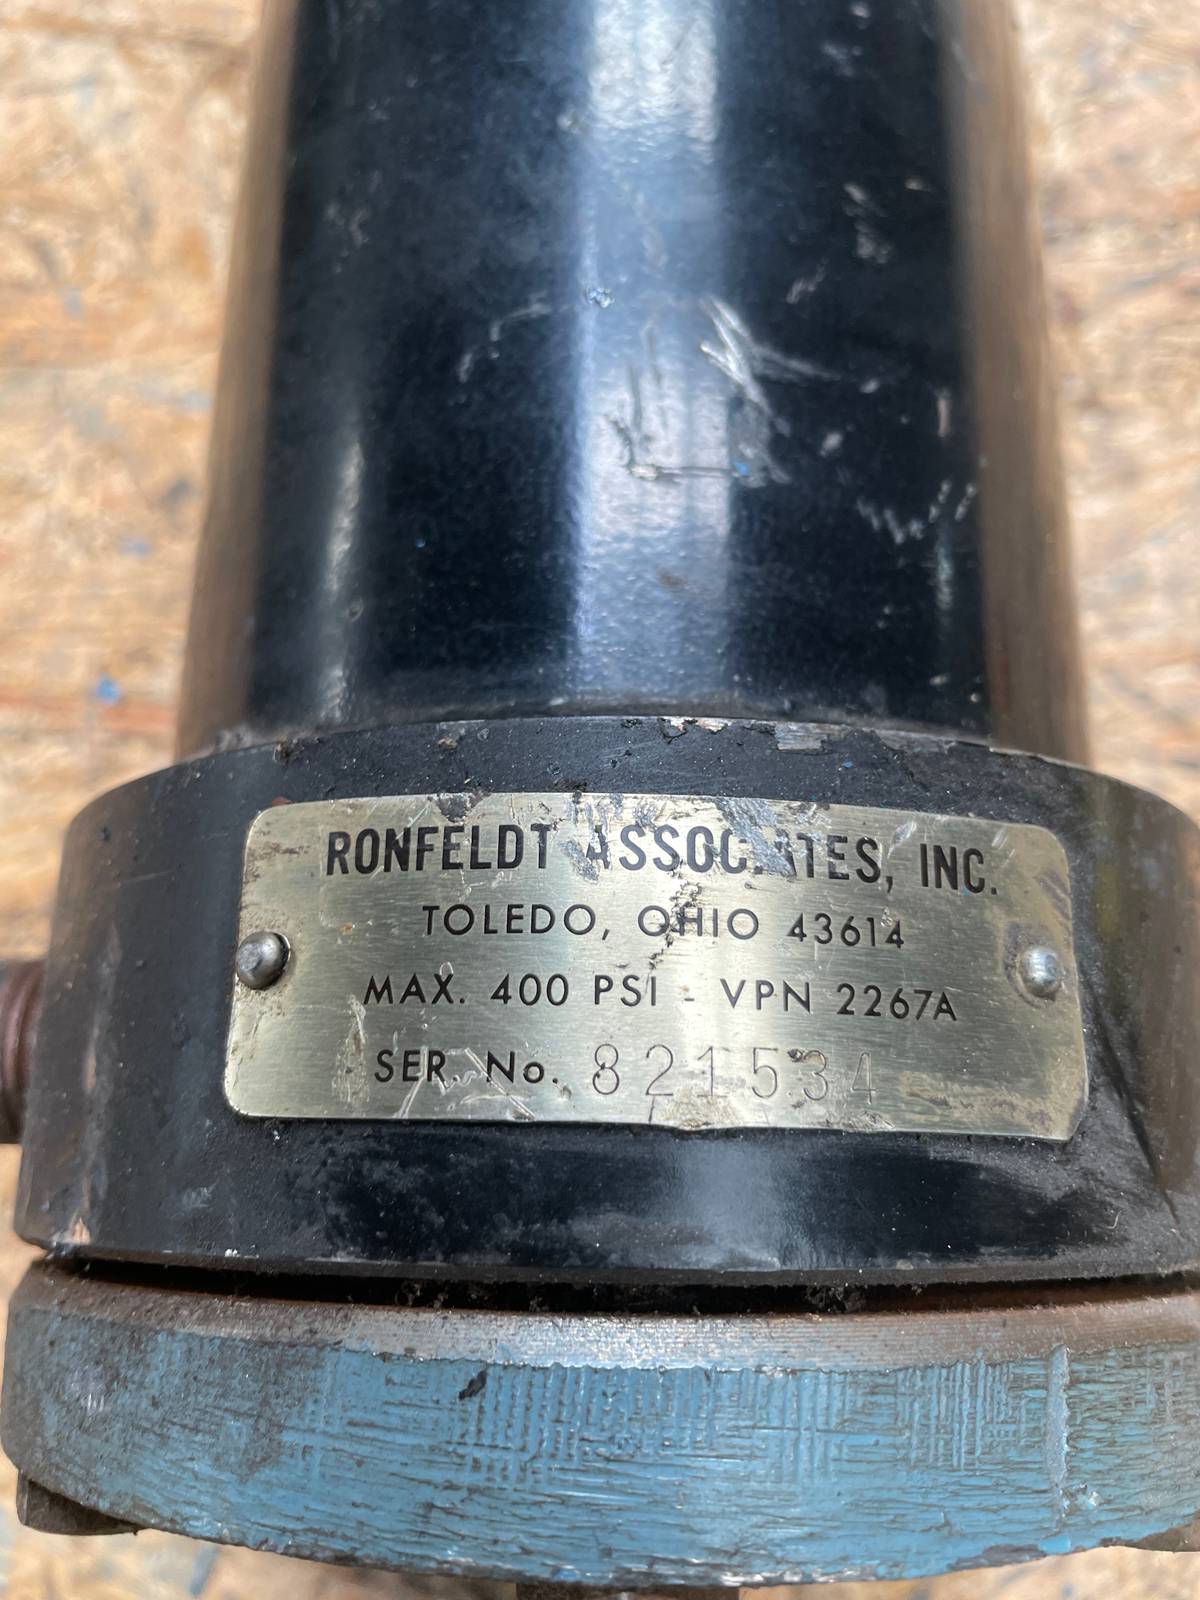 RONFELDT ASSOCIATES, INC.
TOLEDO, OHIO 43614
MAX. 400 PSI - VPN 2267A
SER. No. 821534